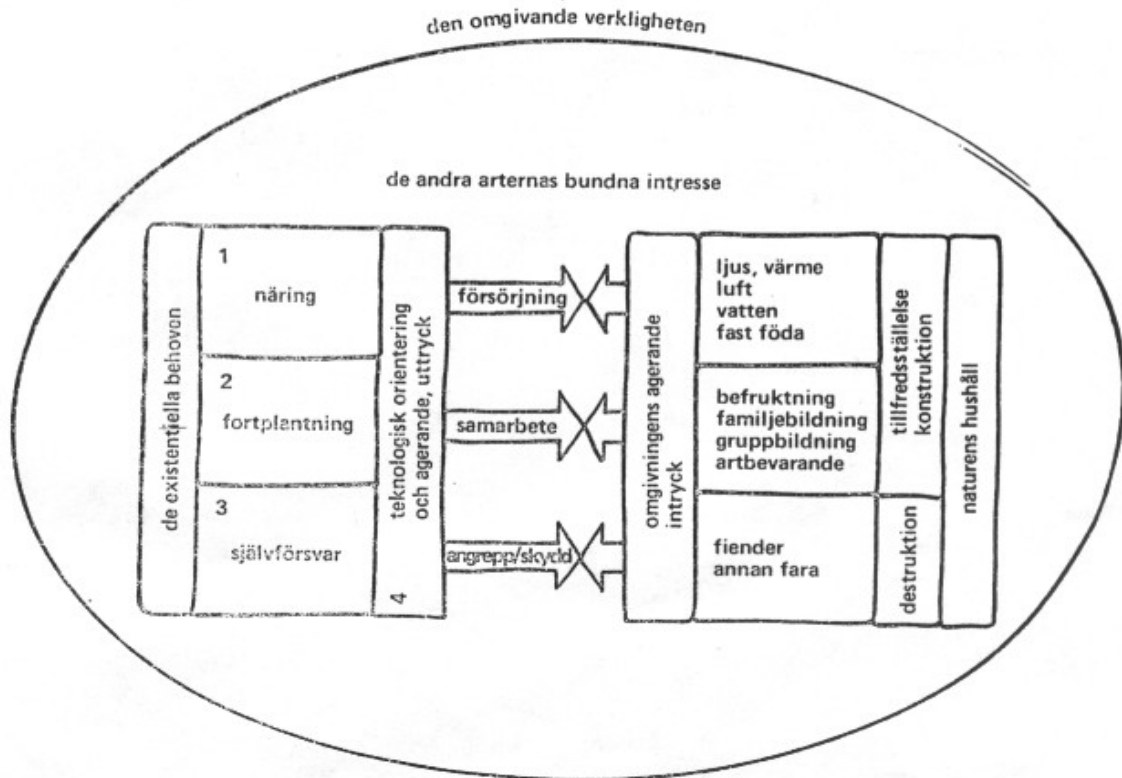 den omgivande verkligheten
de andra arternas bundna intresse
de existentiella behoven
1
näring
2
fortplantning
3
självförsvar
teknologisk orientering
och agerande, uttryck
4
försörjning
samarbete
angrepp/skydd
omgivningens agerande
intryck
ljus, värme
luft
vatten
fast föda
befruktning
familjebildning
gruppbildning
artbevarande
fiender
annan fara
tillfredsställelse
konstruktion
destruktion
naturens hushåll